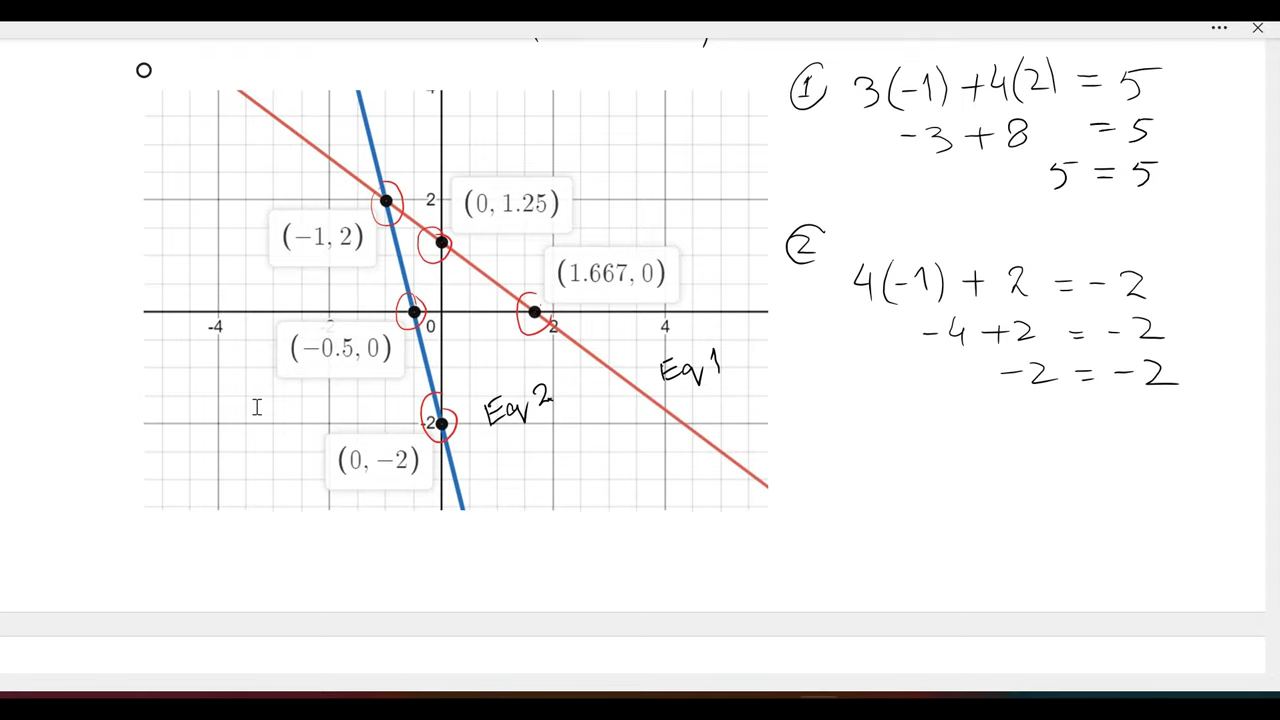 4
2
(0, 1.25)
(−1, 2)
(1.667, 0)
-4
-2
0
2
4
(−0.5, 0)
Eq 1
Eq 2
-2
(0, −2)
① 3(-1) + 4(2) = 5
-3 + 8 = 5
5 = 5
②
4(-1) + 2 = -2
-4 + 2 = -2
-2 = -2